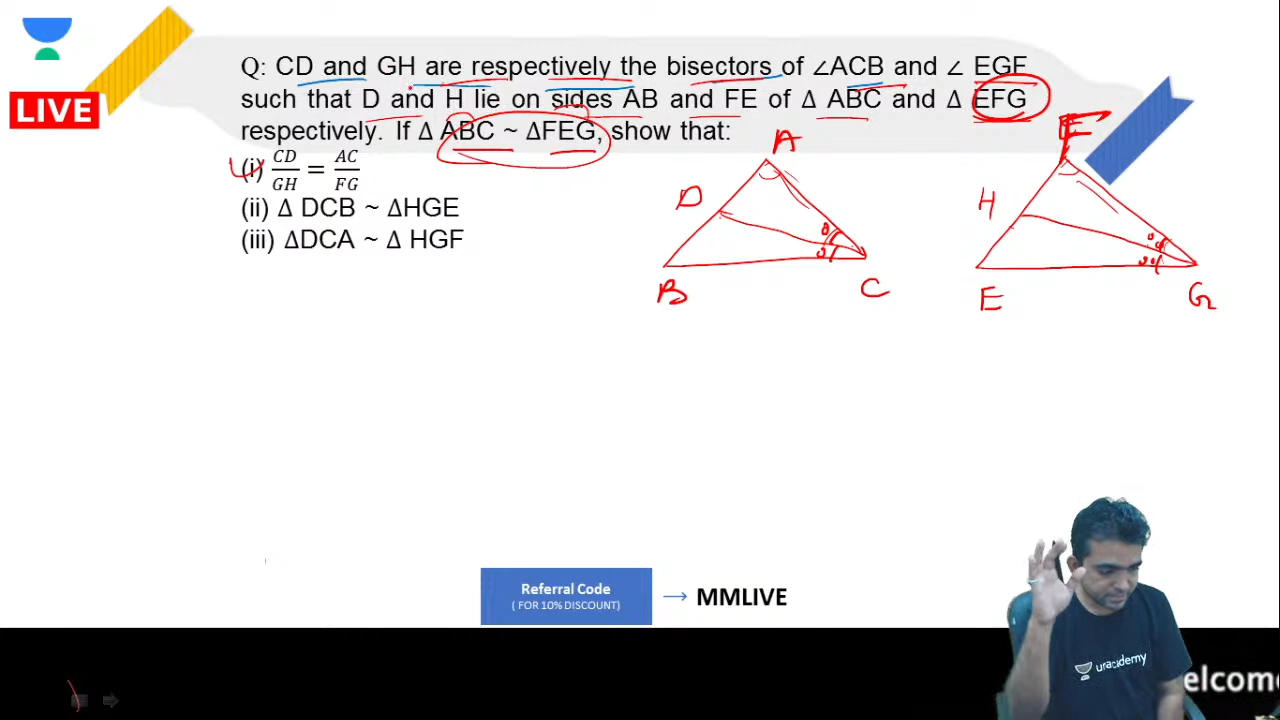 LIVE
Q: CD and GH are respectively the bisectors of ∠ACB and ∠ EGF
such that D and H lie on sides AB and FE of Δ ABC and Δ EFG
respectively. If Δ ABC ~ ΔFEG, show that:
(i) CD/GH = AC/FG
(ii) Δ DCB ~ ΔHGE
(iii) ΔDCA ~ Δ HGF
A
D
B
C
F
H
E
G
Referral Code
( FOR 10% DISCOUNT)
→ MMLIVE
unacademy
elcome